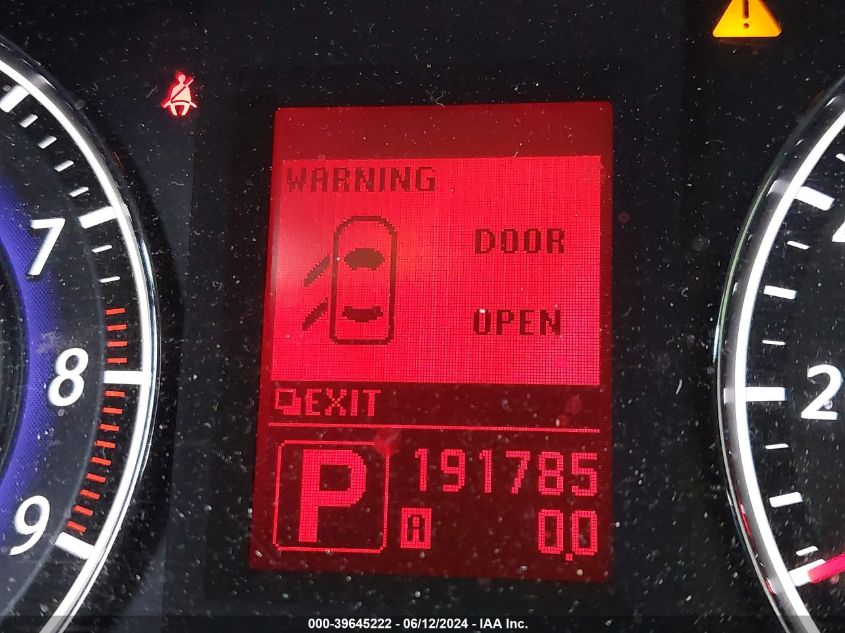 WARNING
DOOR
OPEN
EXIT
P 191785
A 0.0
7
8
9
2
000-39645222 - 06/12/2024 - IAA Inc.